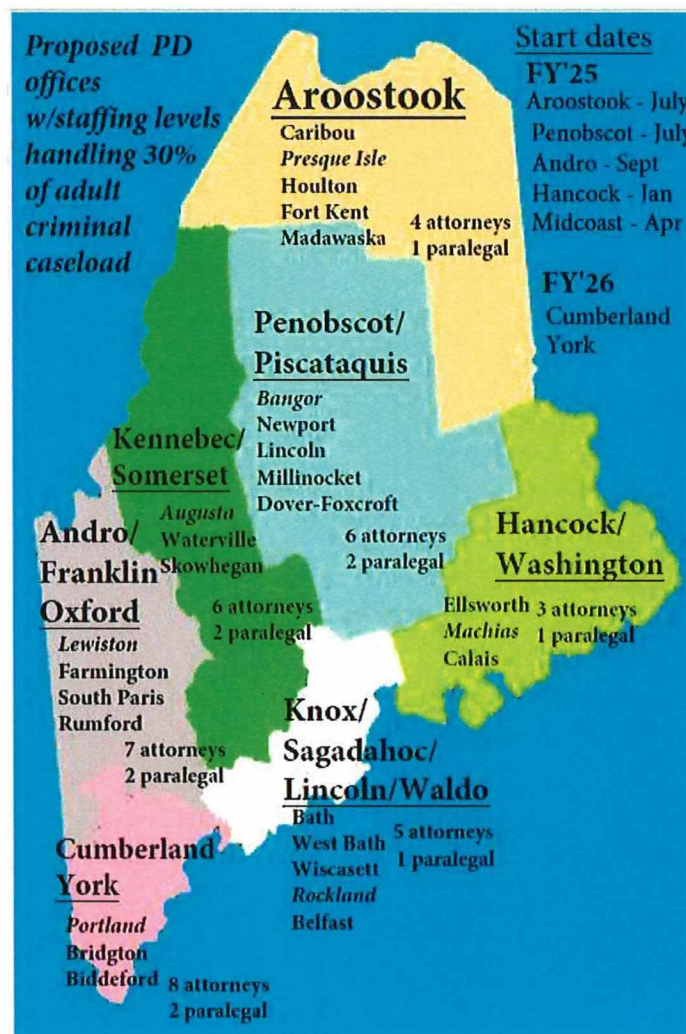 Proposed PD
offices
w/staffing levels
handling 30%
of adult
criminal
caseload
Start dates
FY'25
Aroostook - July
Penobscot - July
Andro - Sept
Hancock - Jan
Midcoast - Apr
FY'26
Cumberland
York
Aroostook
Caribou
Presque Isle
Houlton
Fort Kent
Madawaska
4 attorneys
1 paralegal
Penobscot/
Piscataquis
Bangor
Newport
Lincoln
Millinocket
Dover-Foxcroft
6 attorneys
2 paralegal
Kennebec/
Somerset
Augusta
Waterville
Skowhegan
6 attorneys
2 paralegal
Andro/
Franklin
Oxford
Lewiston
Farmington
South Paris
Rumford
7 attorneys
2 paralegal
Hancock/
Washington
Ellsworth
Machias
Calais
3 attorneys
1 paralegal
Knox/
Sagadahoc/
Lincoln/Waldo
Bath
West Bath
Wiscasett
Rockland
Belfast
5 attorneys
1 paralegal
Cumberland
York
Portland
Bridgton
Biddeford
8 attorneys
2 paralegal